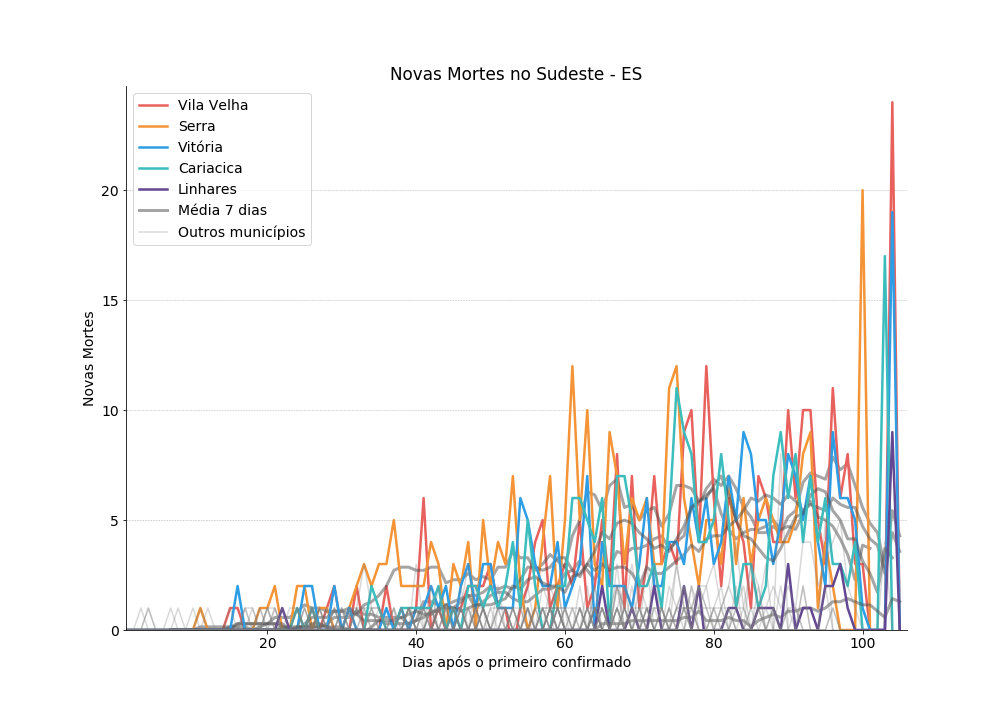 Novas Mortes no Sudeste - ES
Vila Velha
Serra
Vitória
Cariacica
Linhares
Média 7 dias
Outros municípios
20
15
10
5
0
Novas Mortes
20
40
60
80
100
Dias após o primeiro confirmado